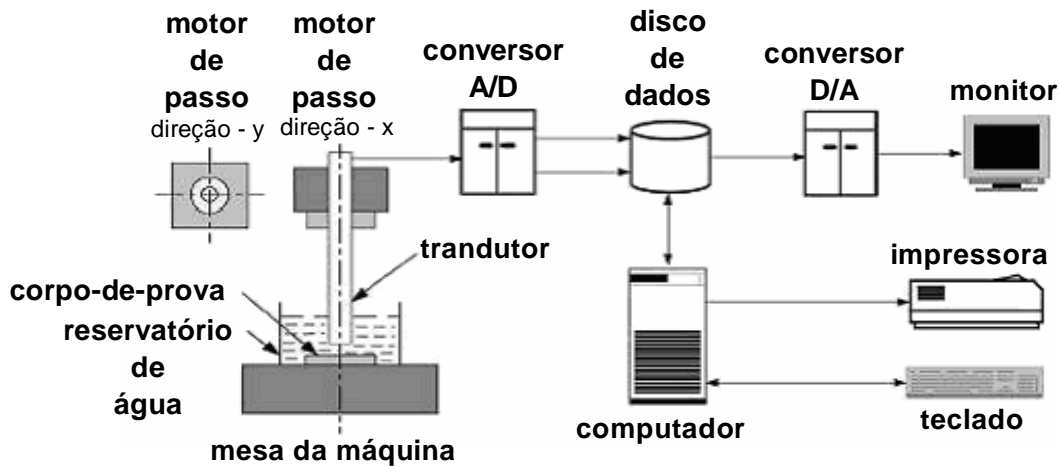 motor
de
passo
direção - y
motor
de
passo
direção - x
conversor
A/D
disco
de
dados
conversor
D/A
monitor
trandutor
corpo-de-prova
reservatório
de
água
mesa da máquina
impressora
computador
teclado